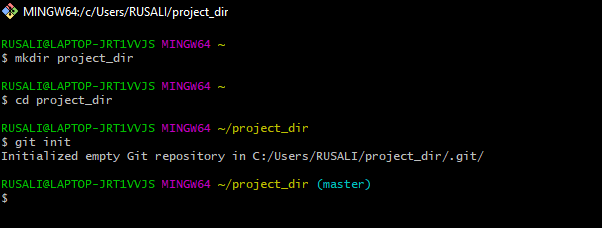 MINGW64:/c/Users/RUSALI/project_dir
RUSALI@LAPTOP-JRT1VVJS MINGW64 ~
$ mkdir project_dir
RUSALI@LAPTOP-JRT1VVJS MINGW64 ~
$ cd project_dir
RUSALI@LAPTOP-JRT1VVJS MINGW64 ~/project_dir
$ git init
Initialized empty Git repository in C:/Users/RUSALI/project_dir/.git/
RUSALI@LAPTOP-JRT1VVJS MINGW64 ~/project_dir (master)
$